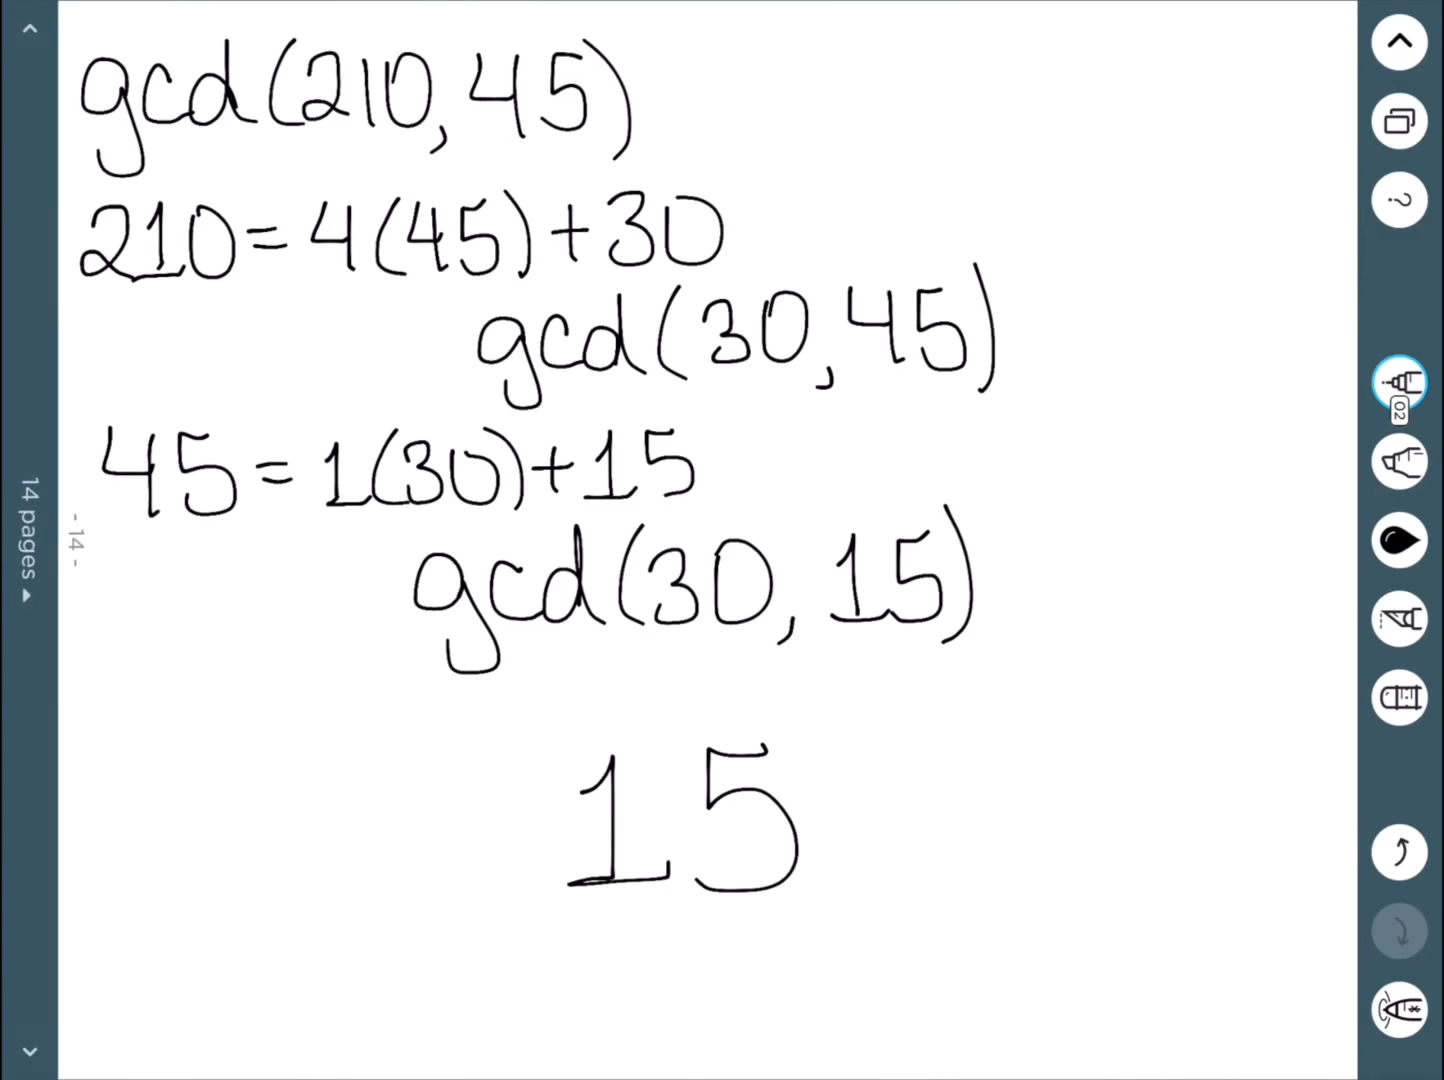 gcd(210, 45)
210 = 4(45) + 30
gcd(30, 45)
45 = 1(30) + 15
gcd(30, 15)
15
14 pages
- 14 -
?
02